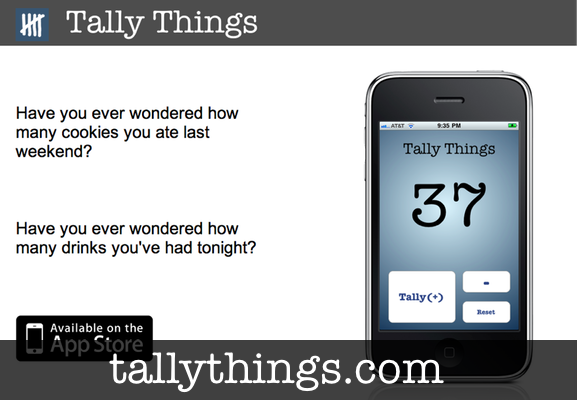 Tally Things
Have you ever wondered how
many cookies you ate last
weekend?
Have you ever wondered how
many drinks you've had tonight?
AT&T 9:35 PM
Tally Things
37
Tally(+)
-
Reset
Available on the
App Store
tallythings.com